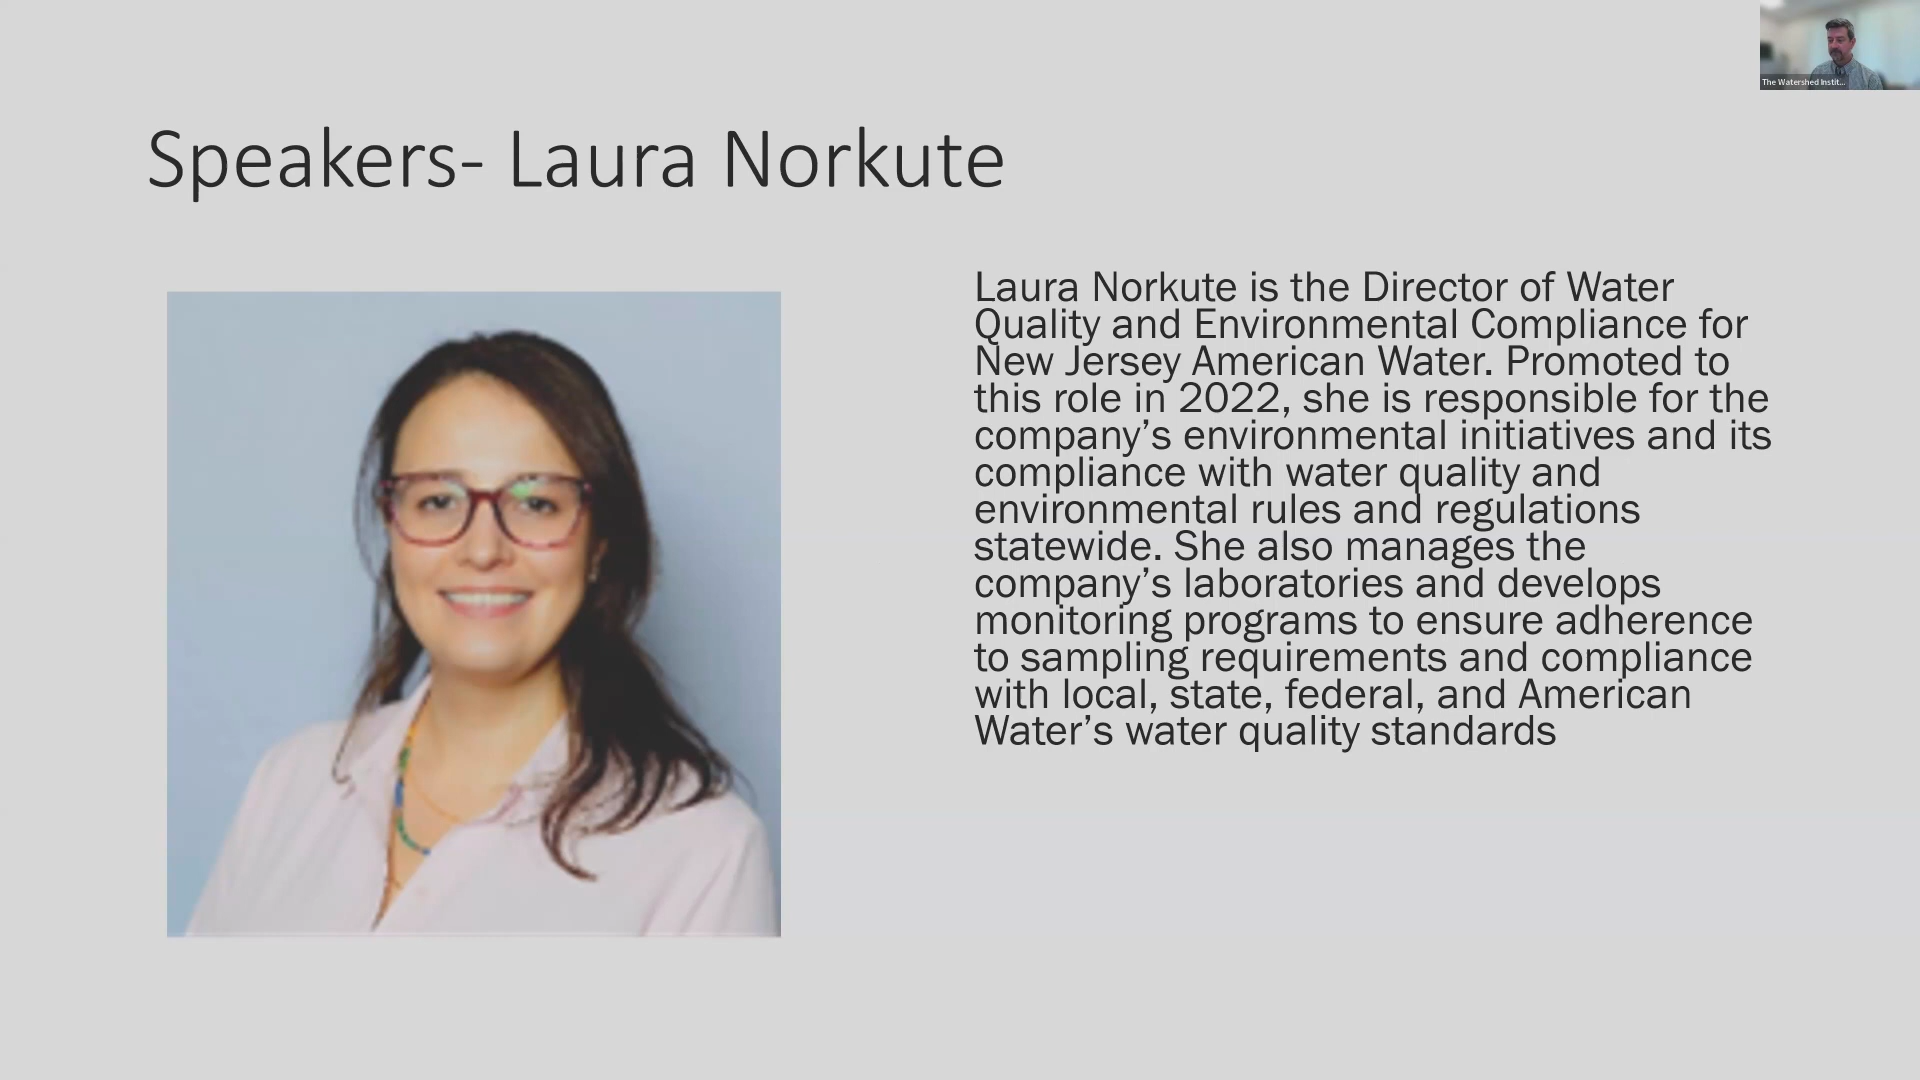 The Watershed Instit...
Speakers- Laura Norkute
Laura Norkute is the Director of Water
Quality and Environmental Compliance for
New Jersey American Water. Promoted to
this role in 2022, she is responsible for the
company’s environmental initiatives and its
compliance with water quality and
environmental rules and regulations
statewide. She also manages the
company’s laboratories and develops
monitoring programs to ensure adherence
to sampling requirements and compliance
with local, state, federal, and American
Water’s water quality standards